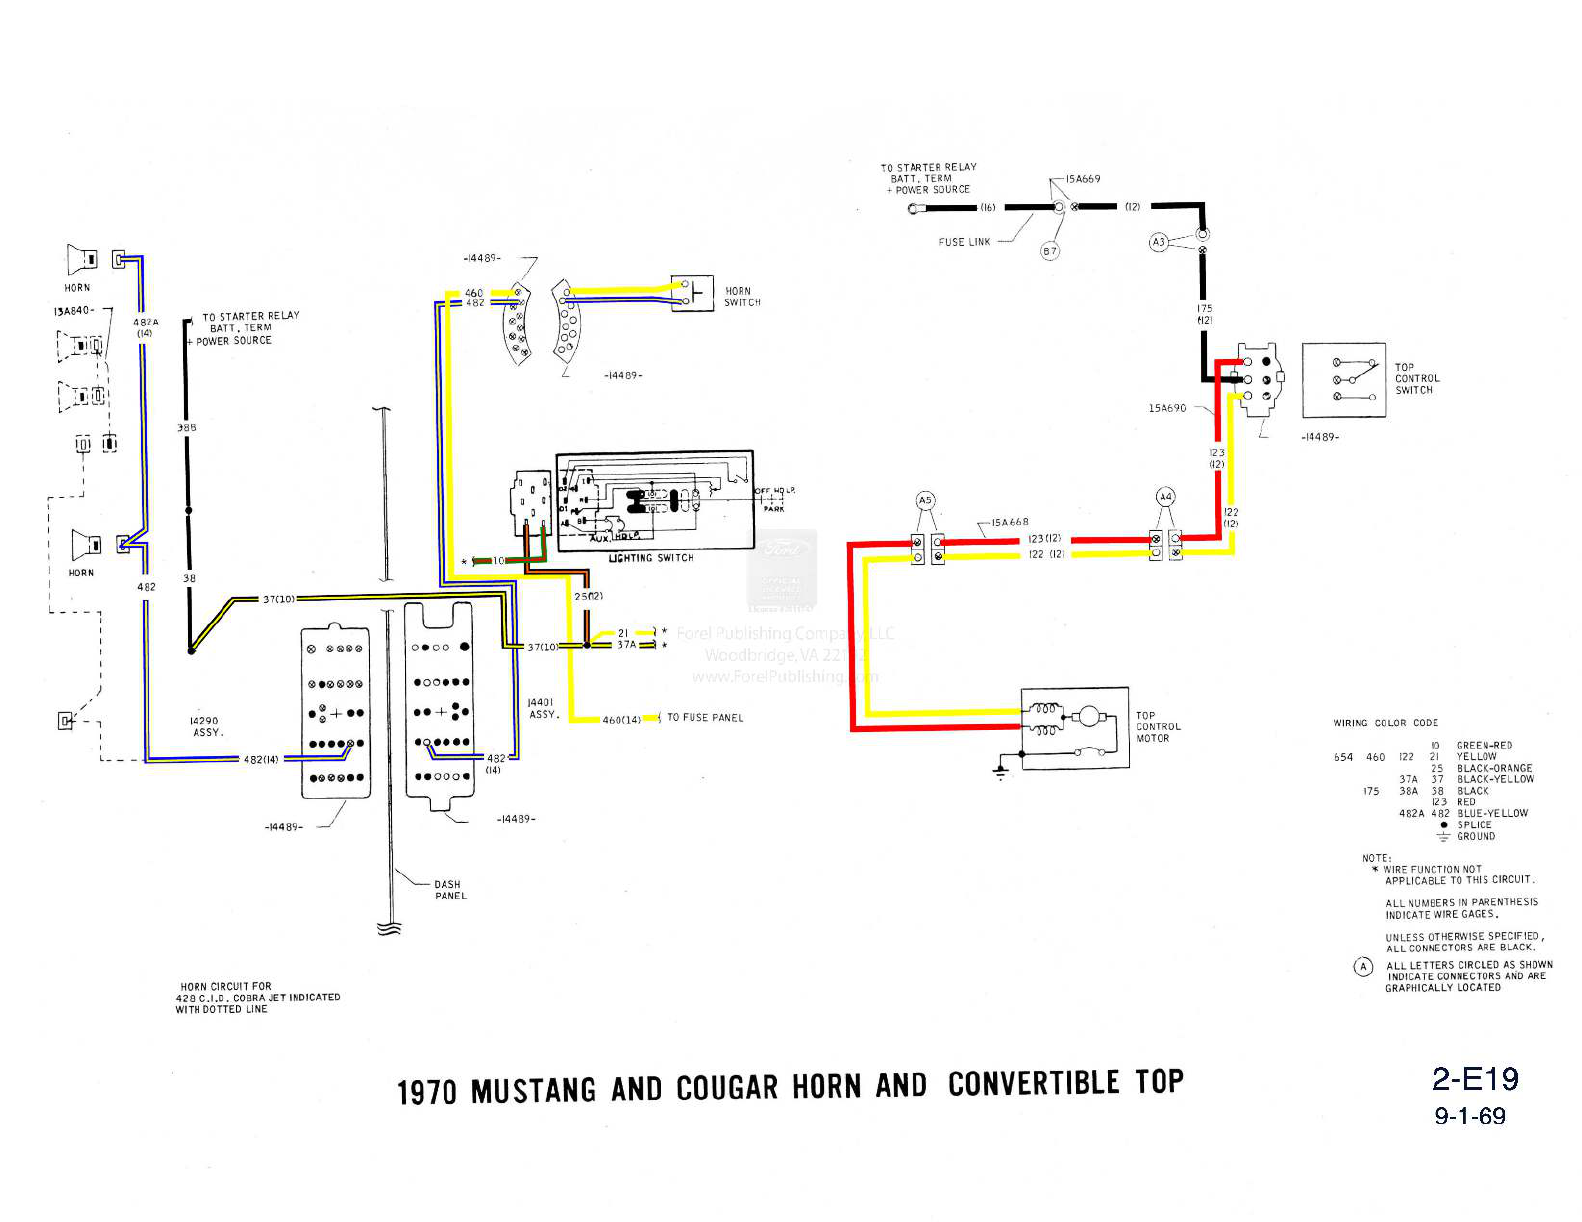 TO STARTER RELAY
BATT. TERM
+ POWER SOURCE
15A669
(16)
(12)
FUSE LINK
B7
A3
175
(12)
HORN
13A840-
482A
(14)
TO STARTER RELAY
BATT. TERM
+ POWER SOURCE
-14489-
460
482
HORN
SWITCH
-14489-
TOP
CONTROL
SWITCH
15A690
-14489-
38B
123
(12)
122
(12)
OFF HDLP.
PARK
AUX. HDLP.
LIGHTING SWITCH
A5
A4
15A668
123(12)
122 (12)
* 10
HORN
482
38
37(10)
25(12)
21 *
37A *
37(10)
Ford
Forel Publishing Company, LLC
Woodbridge, VA 22192
www.ForelPublishing.com
14290
ASSY.
14401
ASSY.
460(14)
TO FUSE PANEL
482(14)
482
(14)
-14489-
-14489-
TOP
CONTROL
MOTOR
DASH
PANEL
WIRING COLOR CODE
10 GREEN-RED
654 460 122 21 YELLOW
25 BLACK-ORANGE
37A 37 BLACK-YELLOW
175 38A 38 BLACK
123 RED
482A 482 BLUE-YELLOW
SPLICE
GROUND
NOTE:
* WIRE FUNCTION NOT
APPLICABLE TO THIS CIRCUIT.
ALL NUMBERS IN PARENTHESIS
INDICATE WIRE GAGES.
UNLESS OTHERWISE SPECIFIED,
ALL CONNECTORS ARE BLACK.
A ALL LETTERS CIRCLED AS SHOWN
INDICATE CONNECTORS AND ARE
GRAPHICALLY LOCATED
HORN CIRCUIT FOR
428 C.I.D. COBRA JET INDICATED
WITH DOTTED LINE
1970 MUSTANG AND COUGAR HORN AND CONVERTIBLE TOP
2-E19
9-1-69